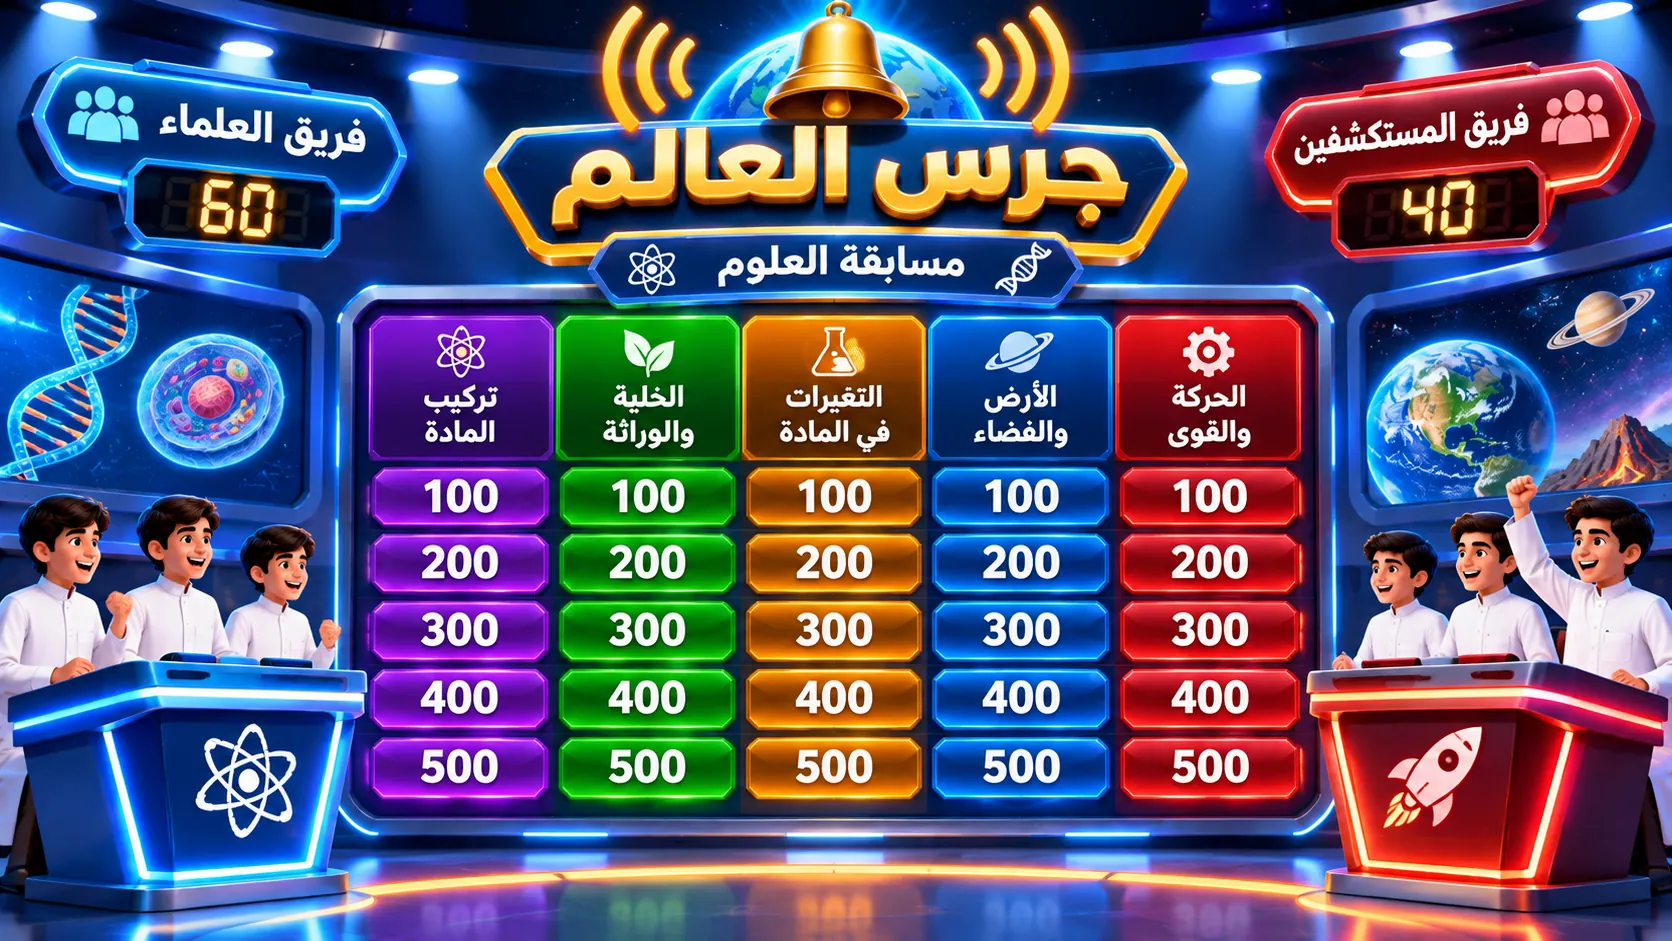 جرس العالم
مسابقة العلوم
فريق المستكشفين
40
فريق العلماء
60
الحركة
والقوى
الأرض
والفضاء
التغيرات
في المادة
الخلية
والوراثة
تركيب
المادة
100 100 100 100 100
200 200 200 200 200
300 300 300 300 300
400 400 400 400 400
500 500 500 500 500